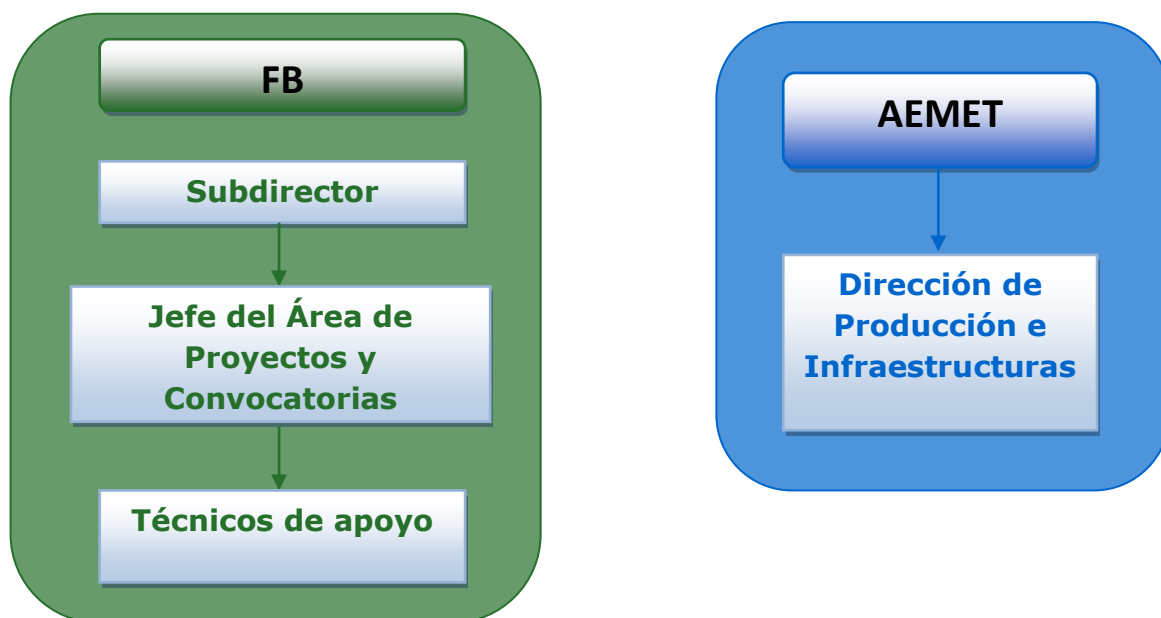 FB
Subdirector
Jefe del Área de
Proyectos y
Convocatorias
Técnicos de apoyo
AEMET
Dirección de
Producción e
Infraestructuras